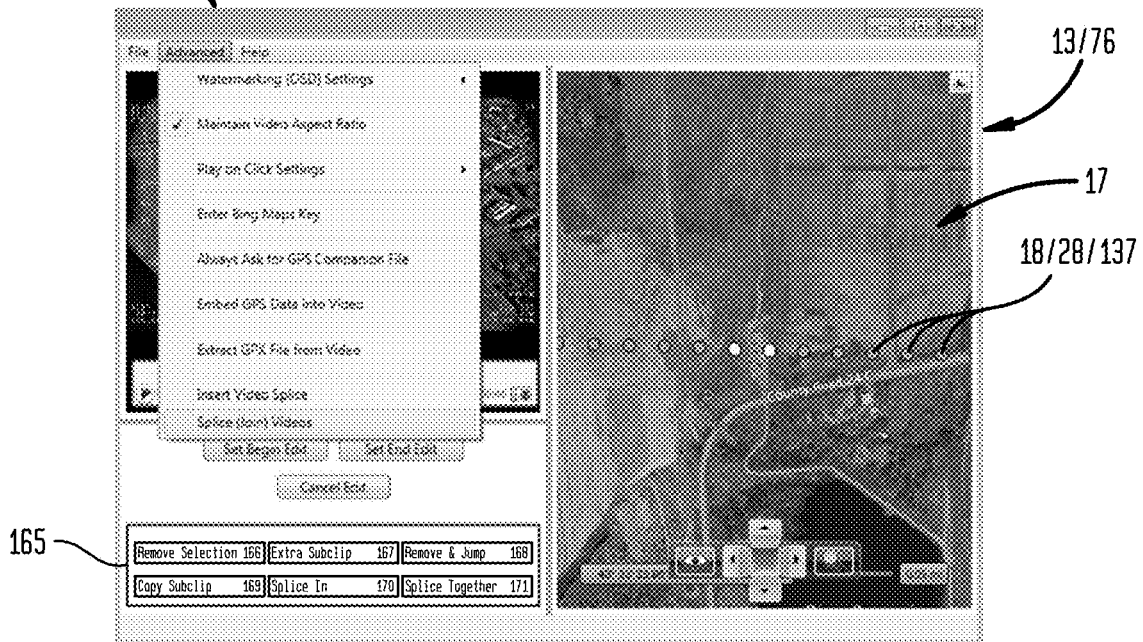 File Advanced Help
Watermarking (OSD) Settings
✓ Maintain Video Aspect Ratio
Play on Click Settings
Enter Bing Maps Key
Always Ask for GPS Companion File
Embed GPS Data into Video
Extract GPX File from Video
Insert Video Splice
Splice (Join) Videos
Set Begin Edit Set End Edit
Cancel Edit
165
Remove Selection 166 Extra Subclip 167 Remove & Jump 168
Copy Subclip 169 Splice In 170 Splice Together 171
13/76
17
18/28/137